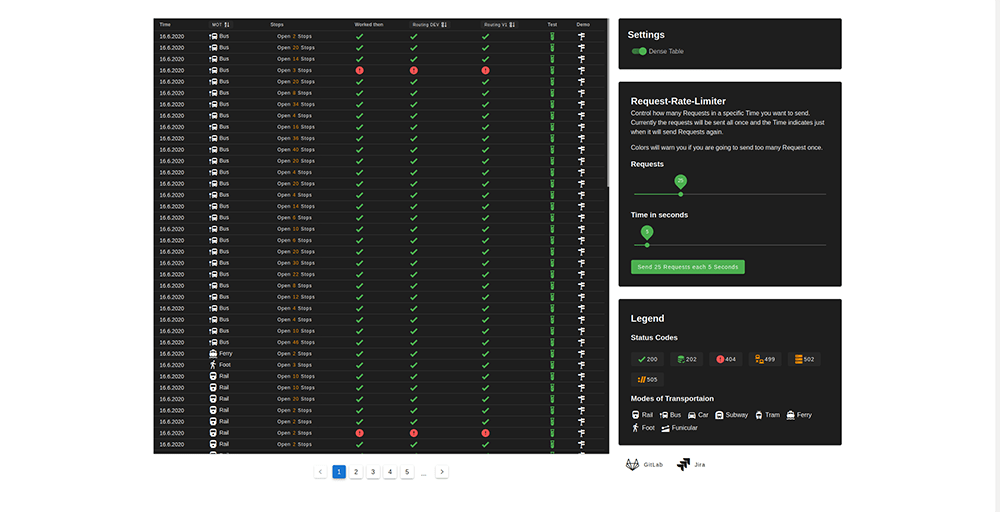 Time MOT Stops Worked then Routing DEV Routing V1 Test Demo
16.6.2020 Bus Open 2 Stops
16.6.2020 Bus Open 20 Stops
16.6.2020 Bus Open 14 Stops
16.6.2020 Bus Open 3 Stops
16.6.2020 Bus Open 20 Stops
16.6.2020 Bus Open 8 Stops
16.6.2020 Bus Open 34 Stops
16.6.2020 Bus Open 4 Stops
16.6.2020 Bus Open 16 Stops
16.6.2020 Bus Open 38 Stops
16.6.2020 Bus Open 40 Stops
16.6.2020 Bus Open 20 Stops
16.6.2020 Bus Open 4 Stops
16.6.2020 Bus Open 20 Stops
16.6.2020 Bus Open 4 Stops
16.6.2020 Bus Open 14 Stops
16.6.2020 Bus Open 6 Stops
16.6.2020 Bus Open 10 Stops
16.6.2020 Bus Open Stops
16.6.2020 Bus Open 20 Stops
16.6.2020 Bus Open 30 Stops
16.6.2020 Bus Open 22 Stops
16.6.2020 Bus Open 8 Stops
16.6.2020 Bus Open 12 Stops
16.6.2020 Bus Open 4 Stops
16.6.2020 Bus Open 4 Stops
16.6.2020 Bus Open 10 Stops
16.6.2020 Bus Open 46 Stops
16.6.2020 Ferry Open 2 Stops
16.6.2020 Foot Open 3 Stops
16.6.2020 Rail Open 10 Stops
16.6.2020 Rail Open 10 Stops
16.6.2020 Rail Open 20 Stops
16.6.2020 Rail Open 2 Stops
16.6.2020 Rail Open 2 Stops
16.6.2020 Rail Open 2 Stops
16.6.2020 Rail Open 2 Stops
1 2 3 4 5 ...
Settings
Dense Table
Request-Rate-Limiter
Control how many Requests in a specific Time you want to send.
Currently the requests will be sent all once and the Time indicates just
when it will send Requests again.
Colors will warn you if you are going to send too many Request once.
Requests
25
Time in seconds
5
Send 25 Requests each 5 Seconds
Legend
Status Codes
200 202 404 499 502
505
Modes of Transportaion
Rail Bus Car Subway Tram Ferry
Foot Funicular
GitLab Jira